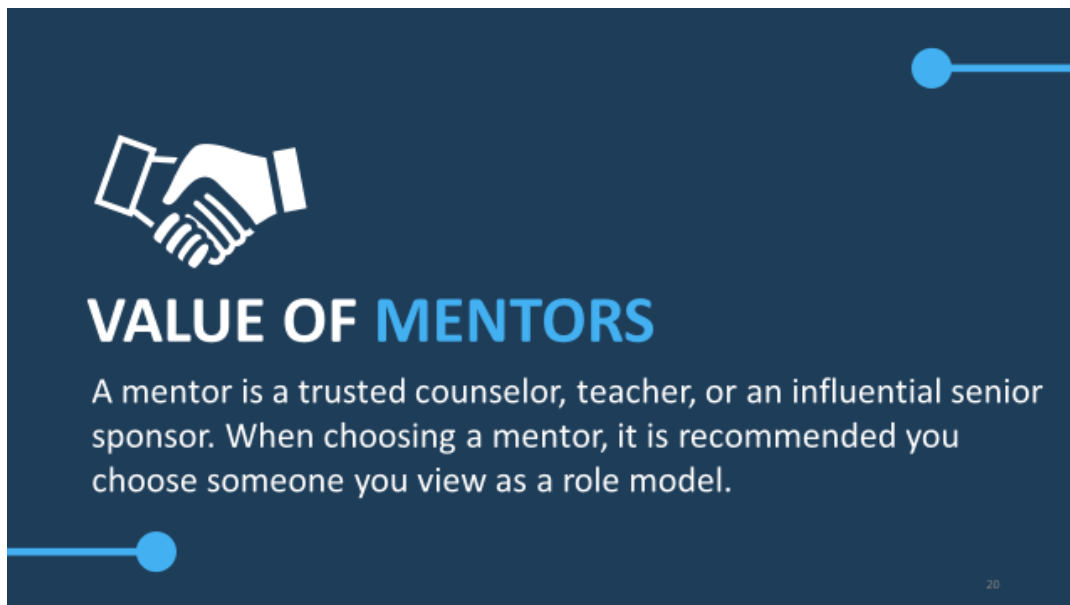 VALUE OF MENTORS
A mentor is a trusted counselor, teacher, or an influential senior
sponsor. When choosing a mentor, it is recommended you
choose someone you view as a role model.
20